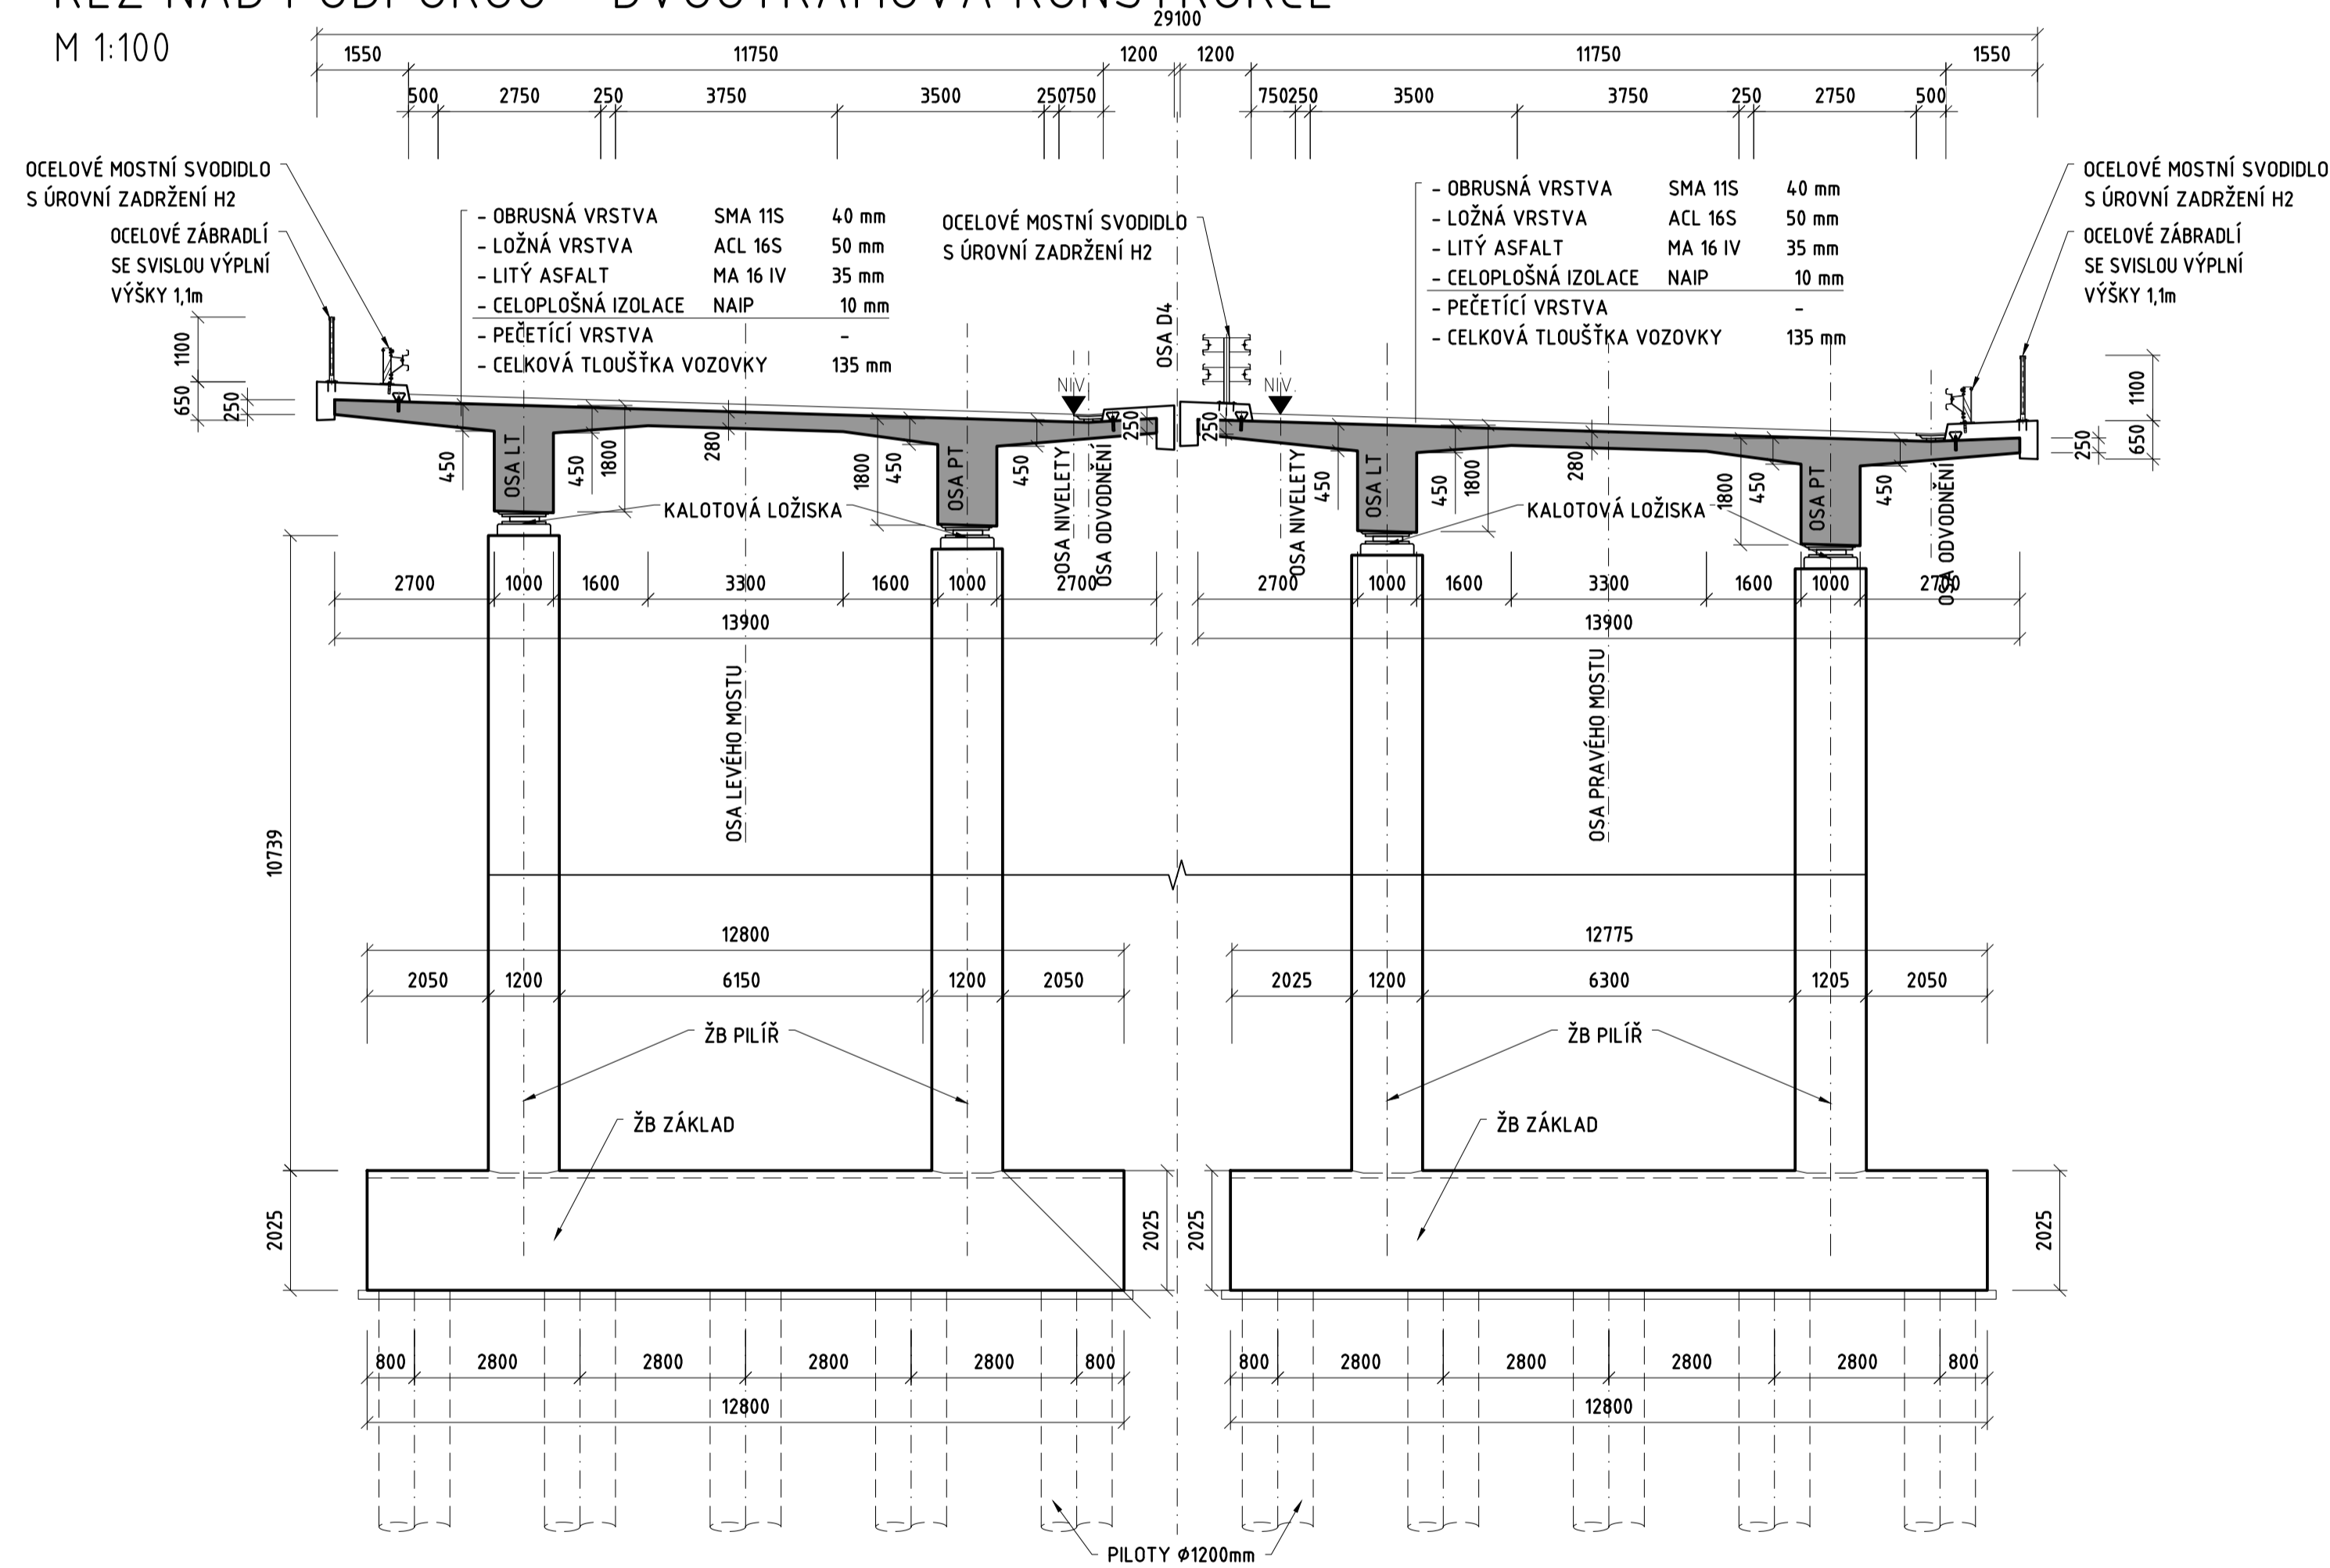 ŘEZ NAD PODPOROU - DVOUTRÁMOVÁ KONSTRUKCE
M 1:100
29100
1550 11750 1200 1200 11750 1550
500 2750 250 3750 3500 250 750 750 250 3500 3750 250 2750 500
OCELOVÉ MOSTNÍ SVODIDLO
S ÚROVNÍ ZADRŽENÍ H2
OCELOVÉ ZÁBRADLÍ
SE SVISLOU VÝPLNÍ
VÝŠKY 1,1m
- OBRUSNÁ VRSTVA SMA 11S 40 mm
- LOŽNÁ VRSTVA ACL 16S 50 mm
- LITÝ ASFALT MA 16 IV 35 mm
- CELOPLOŠNÁ IZOLACE NAIP 10 mm
- PEČETÍCÍ VRSTVA -
- CELKOVÁ TLOUŠŤKA VOZOVKY 135 mm
OCELOVÉ MOSTNÍ SVODIDLO
S ÚROVNÍ ZADRŽENÍ H2
- OBRUSNÁ VRSTVA SMA 11S 40 mm
- LOŽNÁ VRSTVA ACL 16S 50 mm
- LITÝ ASFALT MA 16 IV 35 mm
- CELOPLOŠNÁ IZOLACE NAIP 10 mm
- PEČETÍCÍ VRSTVA -
- CELKOVÁ TLOUŠŤKA VOZOVKY 135 mm
OCELOVÉ MOSTNÍ SVODIDLO
S ÚROVNÍ ZADRŽENÍ H2
OCELOVÉ ZÁBRADLÍ
SE SVISLOU VÝPLNÍ
VÝŠKY 1,1m
OSA D4
NIV. NIV.
1100
650
250
450
OSA LT
450
1800
280
1800
450
OSA PT
450
OSA NIVELETY
OSA ODVODNĚNÍ
250
250
OSA NIVELETY
450
OSA LT
450
1800
280
1800
450
OSA PT
450
OSA ODVODNĚNÍ
250
650
1100
KALOTOVÁ LOŽISKA KALOTOVÁ LOŽISKA
2700 1000 1600 3300 1600 1000 2700 2700 1000 1600 3300 1600 1000 2700
13900 13900
OSA LEVÉHO MOSTU
OSA PRAVÉHO MOSTU
10739
12800 12775
2050 1200 6150 1200 2050 2025 1200 6300 1205 2050
ŽB PILÍŘ ŽB PILÍŘ
ŽB ZÁKLAD ŽB ZÁKLAD
2025 2025 2025 2025
800 2800 2800 2800 2800 800 800 2800 2800 2800 2800 800
12800 12800
PILOTY ø1200mm